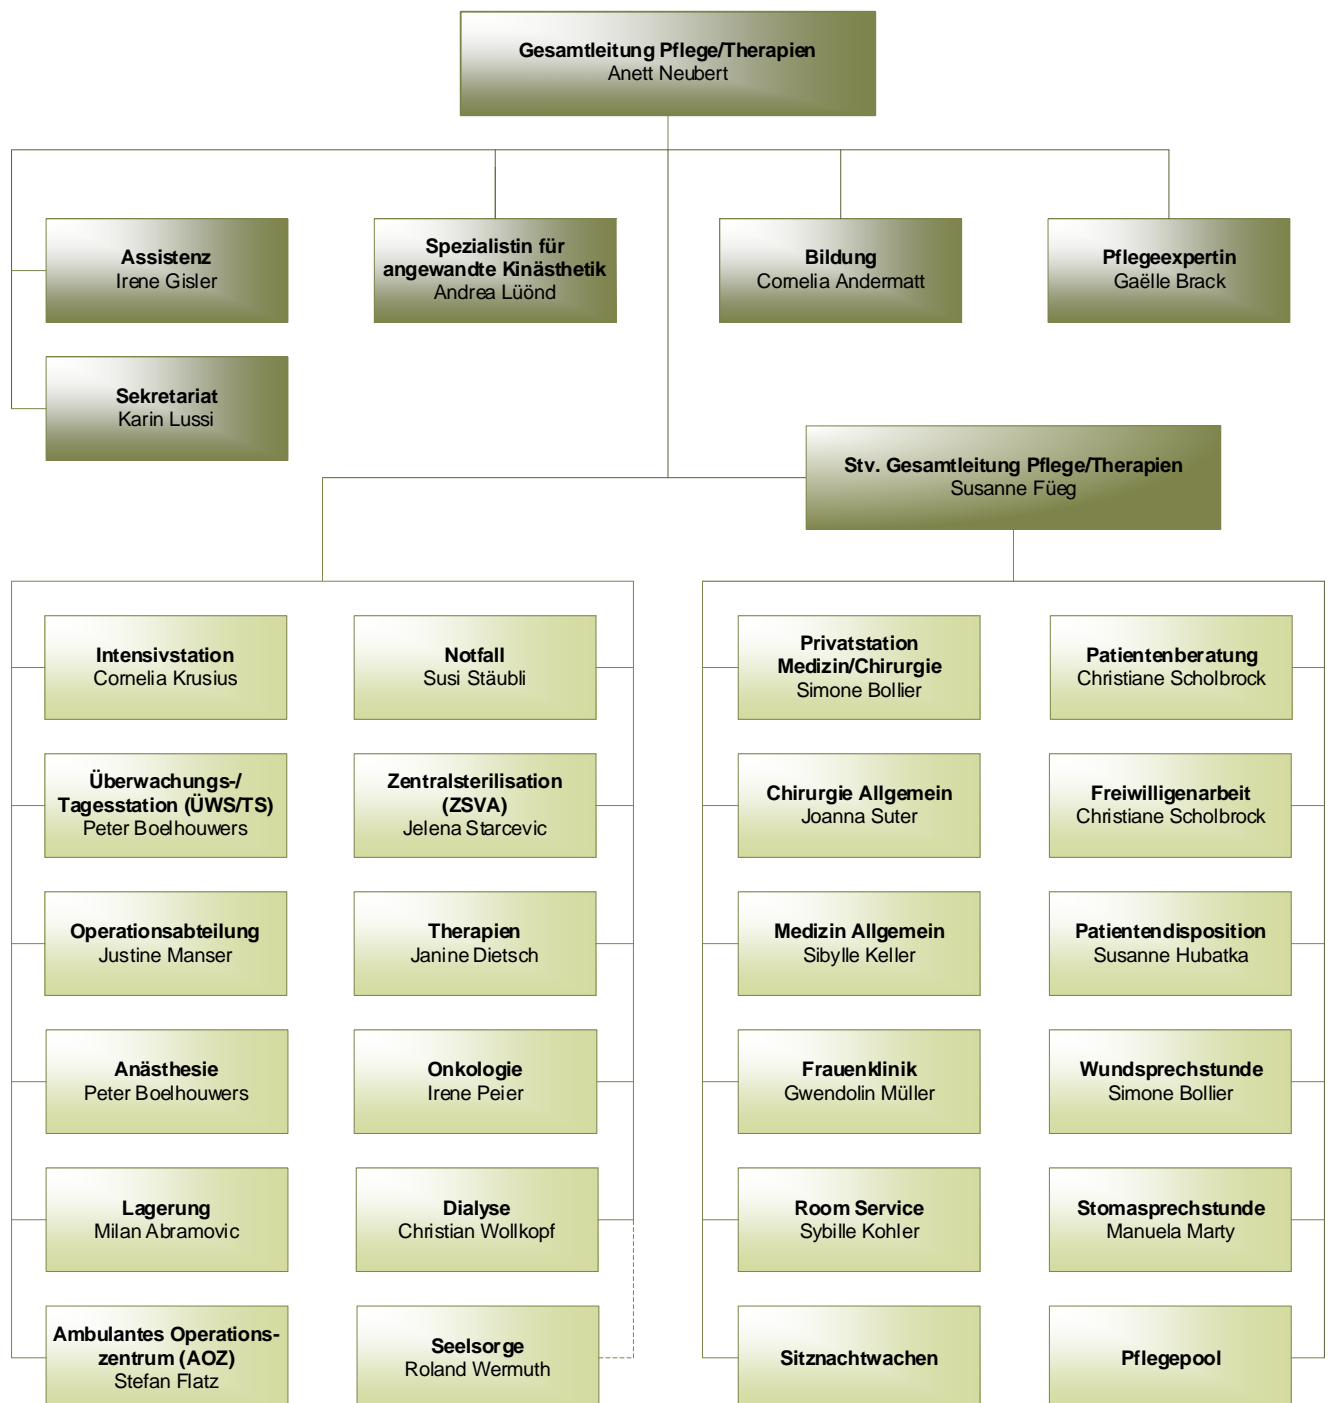 Gesamtleitung Pflege/Therapien
Anett Neubert
Assistenz
Irene Gisler
Spezialistin für
angewandte Kinästhetik
Andrea Lüönd
Bildung
Cornelia Andermatt
Pflegeexpertin
Gaëlle Brack
Sekretariat
Karin Lussi
Stv. Gesamtleitung Pflege/Therapien
Susanne Füeg
Intensivstation
Cornelia Krusius
Notfall
Susi Stäubli
Privatstation
Medizin/Chirurgie
Simone Bollier
Patientenberatung
Christiane Scholbrock
Überwachungs-/
Tagesstation (ÜWS/TS)
Peter Boelhouwers
Zentralsterilisation
(ZSVA)
Jelena Starcevic
Chirurgie Allgemein
Joanna Suter
Freiwilligenarbeit
Christiane Scholbrock
Operationsabteilung
Justine Manser
Therapien
Janine Dietsch
Medizin Allgemein
Sibylle Keller
Patientendisposition
Susanne Hubatka
Anästhesie
Peter Boelhouwers
Onkologie
Irene Peier
Frauenklinik
Gwendolin Müller
Wundsprechstunde
Simone Bollier
Lagerung
Milan Abramovic
Dialyse
Christian Wollkopf
Room Service
Sybille Kohler
Stomasprechstunde
Manuela Marty
Ambulantes Operations-
zentrum (AOZ)
Stefan Flatz
Seelsorge
Roland Wermuth
Sitznachtwachen
Pflegepool